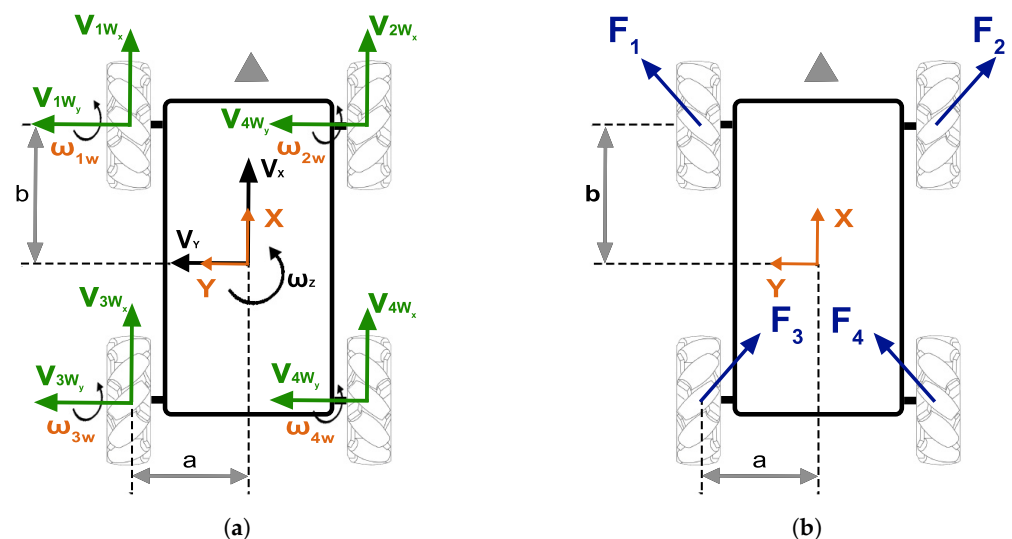 V1Wx
V2Wx
V1Wy
V4Wy
ω1w
ω2w
b
Vx
X
VY
Y
ωz
V3Wx
V4Wx
V3Wy
V4Wy
ω3w
ω4w
a
(a)
F1
F2
b
X
Y
F3
F4
a
(b)